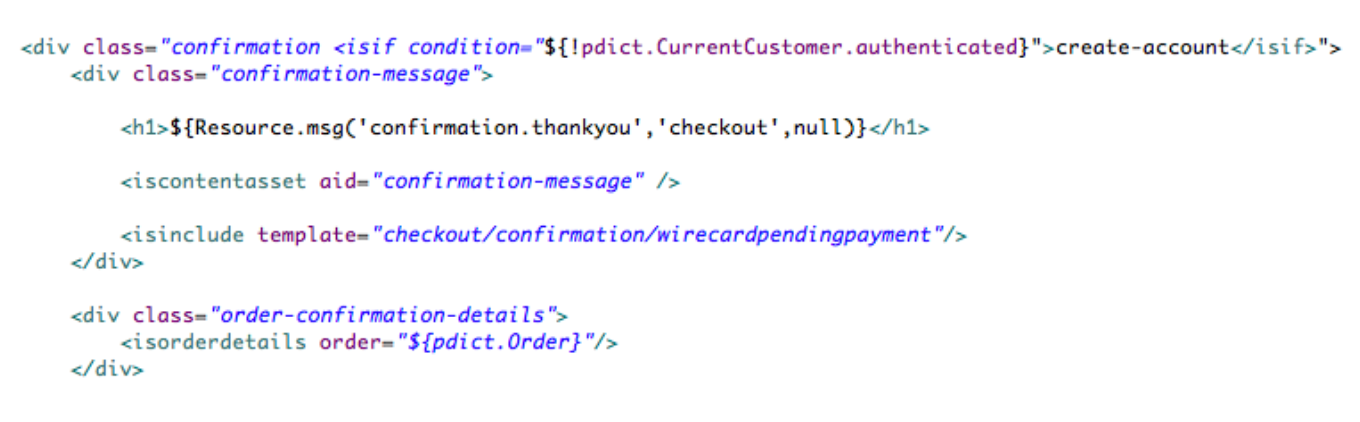 <div class="confirmation <isif condition="${!pdict.CurrentCustomer.authenticated}">create-account</isif>">
<div class="confirmation-message">
<h1>${Resource.msg('confirmation.thankyou','checkout',null)}</h1>
<iscontentasset aid="confirmation-message" />
<isinclude template="checkout/confirmation/wirecardpendingpayment"/>
</div>
<div class="order-confirmation-details">
<isorderdetails order="${pdict.Order}"/>
</div>